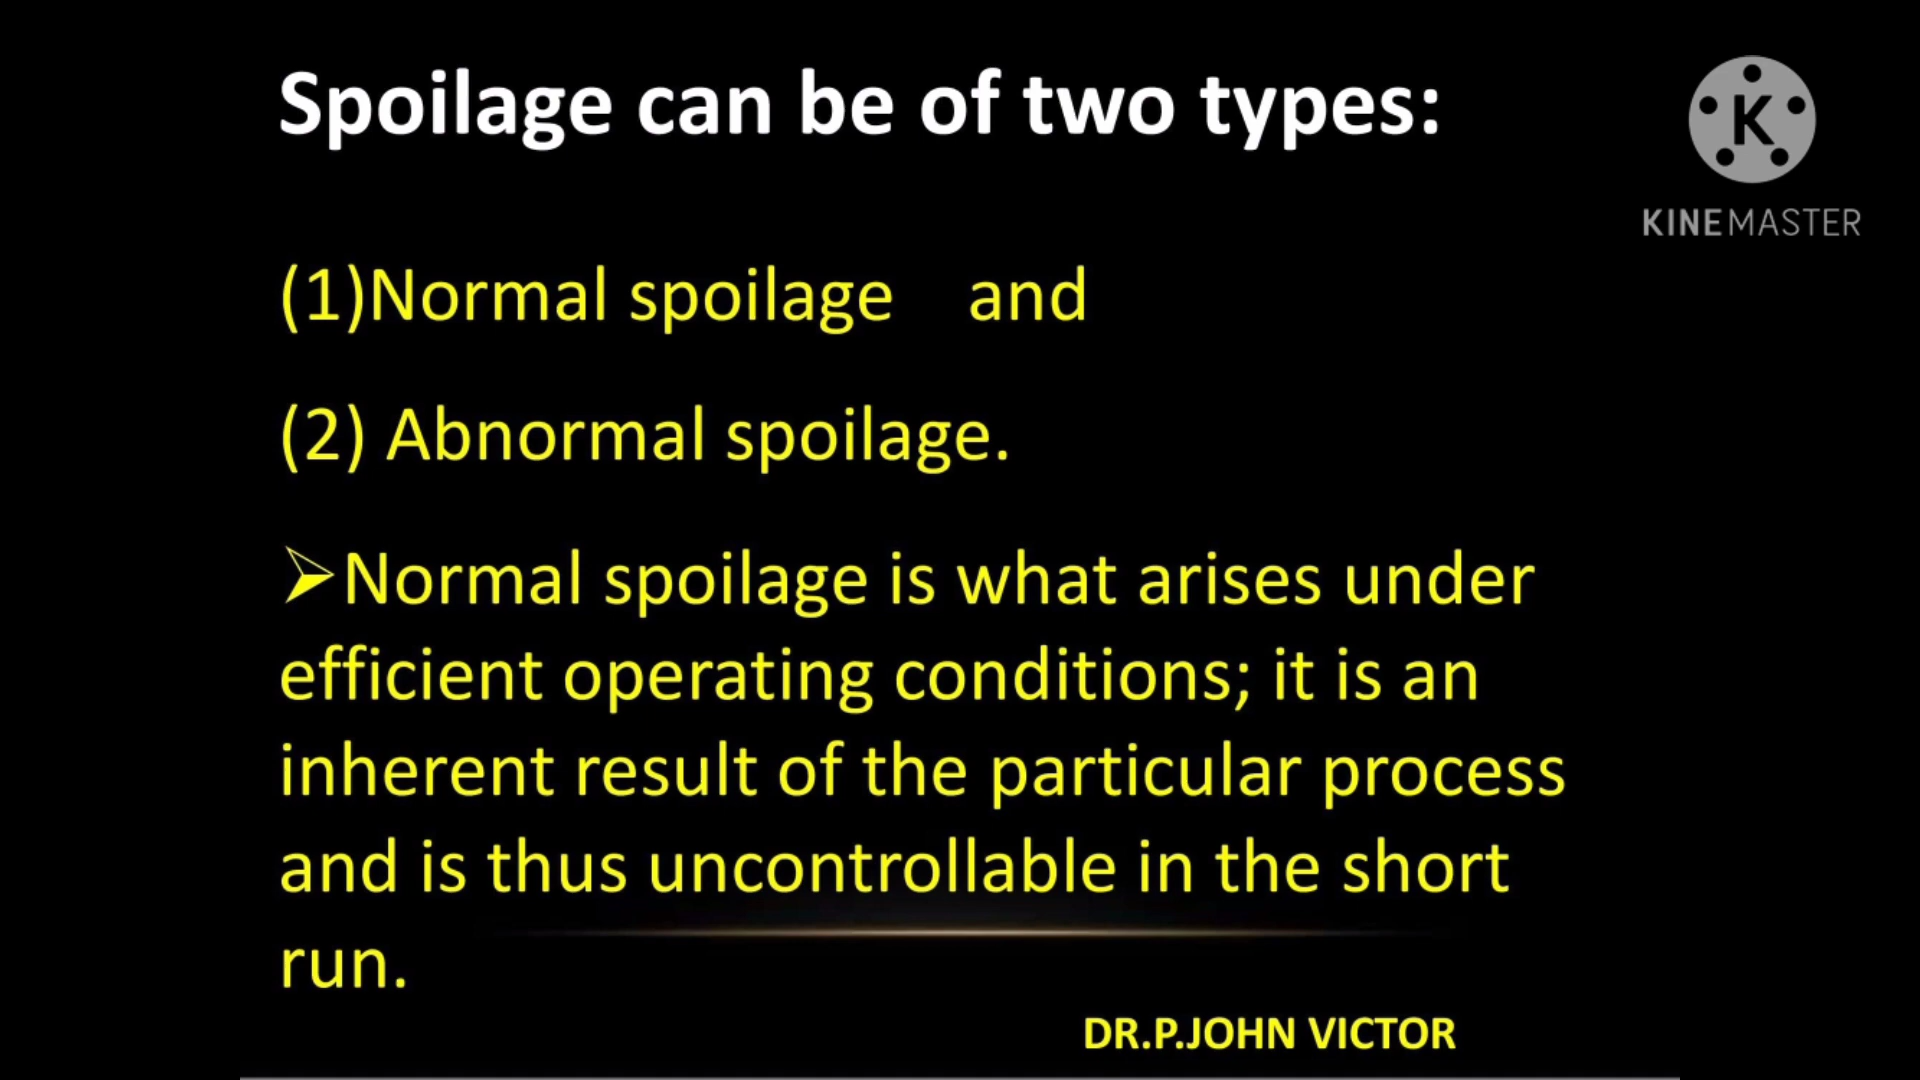 Spoilage can be of two types:
K
KINEMASTER
(1)Normal spoilage and
(2) Abnormal spoilage.
➢Normal spoilage is what arises under
efficient operating conditions; it is an
inherent result of the particular process
and is thus uncontrollable in the short
run.
DR.P.JOHN VICTOR